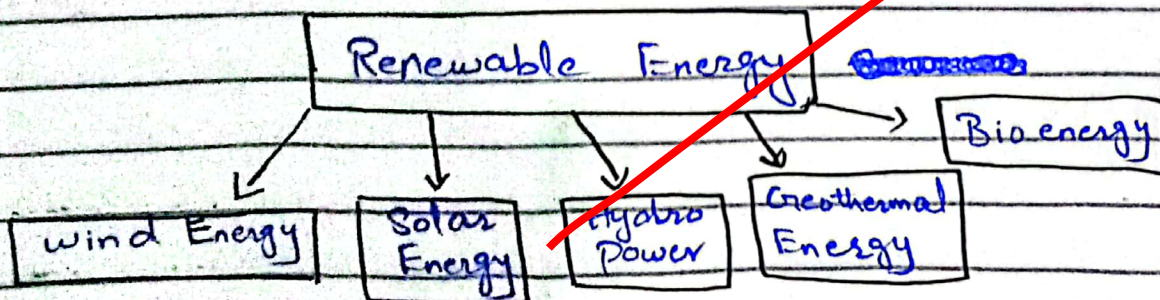 Renewable Energy
Bioenergy
Wind Energy
Solar
Energy
Hydro
Power
Geothermal
Energy